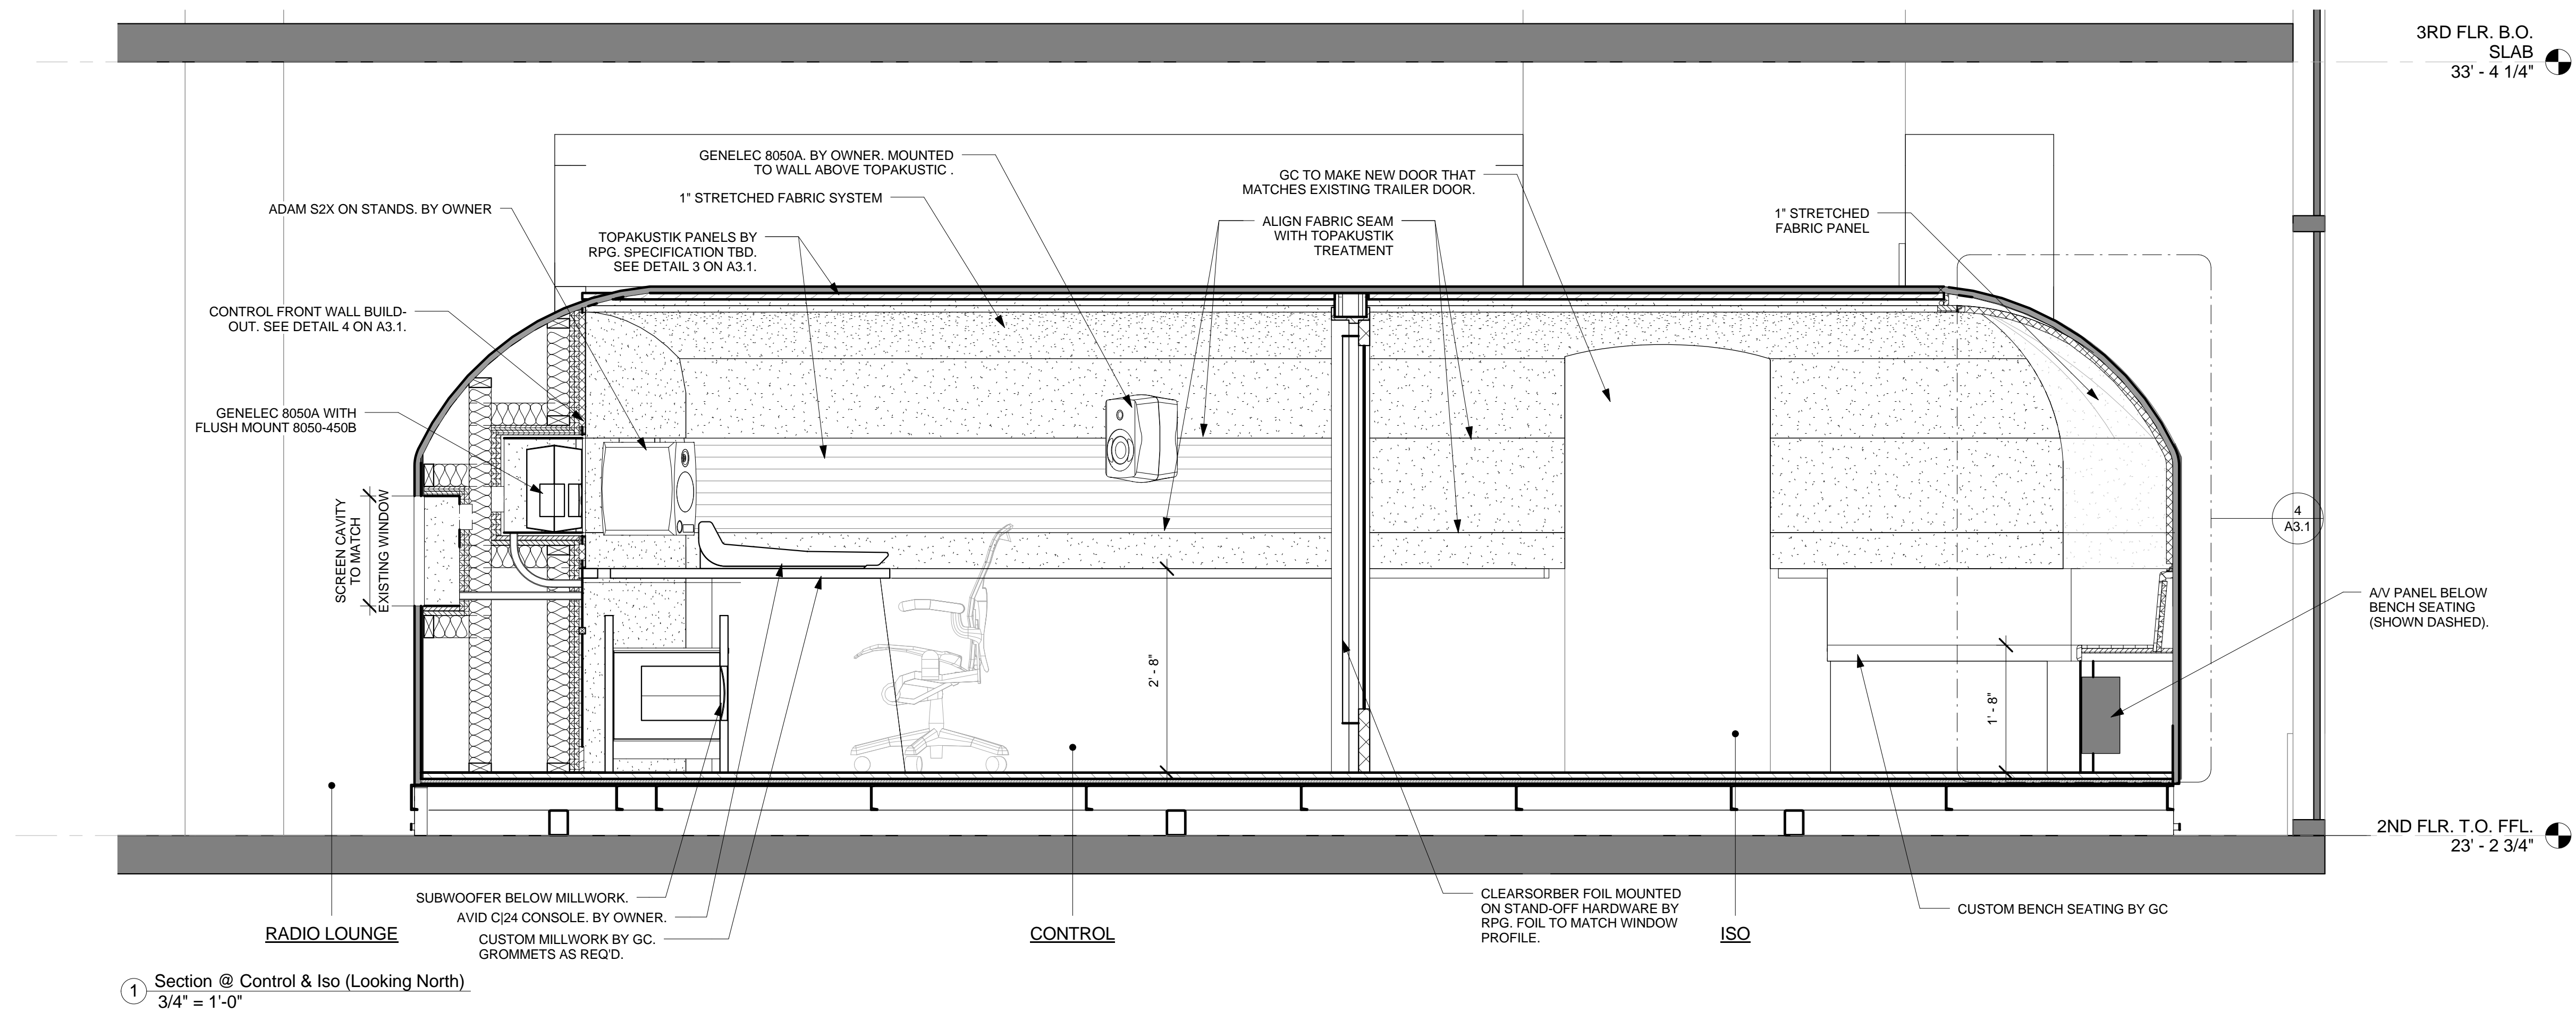 3RD FLR. B.O.
SLAB
33' - 4 1/4"
GENELEC 8050A. BY OWNER. MOUNTED
TO WALL ABOVE TOPAKUSTIC .
GC TO MAKE NEW DOOR THAT
MATCHES EXISTING TRAILER DOOR.
ADAM S2X ON STANDS. BY OWNER
1" STRETCHED FABRIC SYSTEM
ALIGN FABRIC SEAM
WITH TOPAKUSTIK
TREATMENT
1" STRETCHED
FABRIC PANEL
TOPAKUSTIK PANELS BY
RPG. SPECIFICATION TBD.
SEE DETAIL 3 ON A3.1.
CONTROL FRONT WALL BUILD-
OUT. SEE DETAIL 4 ON A3.1.
GENELEC 8050A WITH
FLUSH MOUNT 8050-450B
SCREEN CAVITY
TO MATCH
EXISTING WINDOW
4
A3.1
A/V PANEL BELOW
BENCH SEATING
(SHOWN DASHED).
2' - 8"
1' - 8"
2ND FLR. T.O. FFL.
23' - 2 3/4"
SUBWOOFER BELOW MILLWORK.
AVID C|24 CONSOLE. BY OWNER.
CUSTOM MILLWORK BY GC.
GROMMETS AS REQ'D.
CLEARSORBER FOIL MOUNTED
ON STAND-OFF HARDWARE BY
RPG. FOIL TO MATCH WINDOW
PROFILE.
CUSTOM BENCH SEATING BY GC
RADIO LOUNGE
CONTROL
ISO
1
Section @ Control & Iso (Looking North)
3/4" = 1'-0"